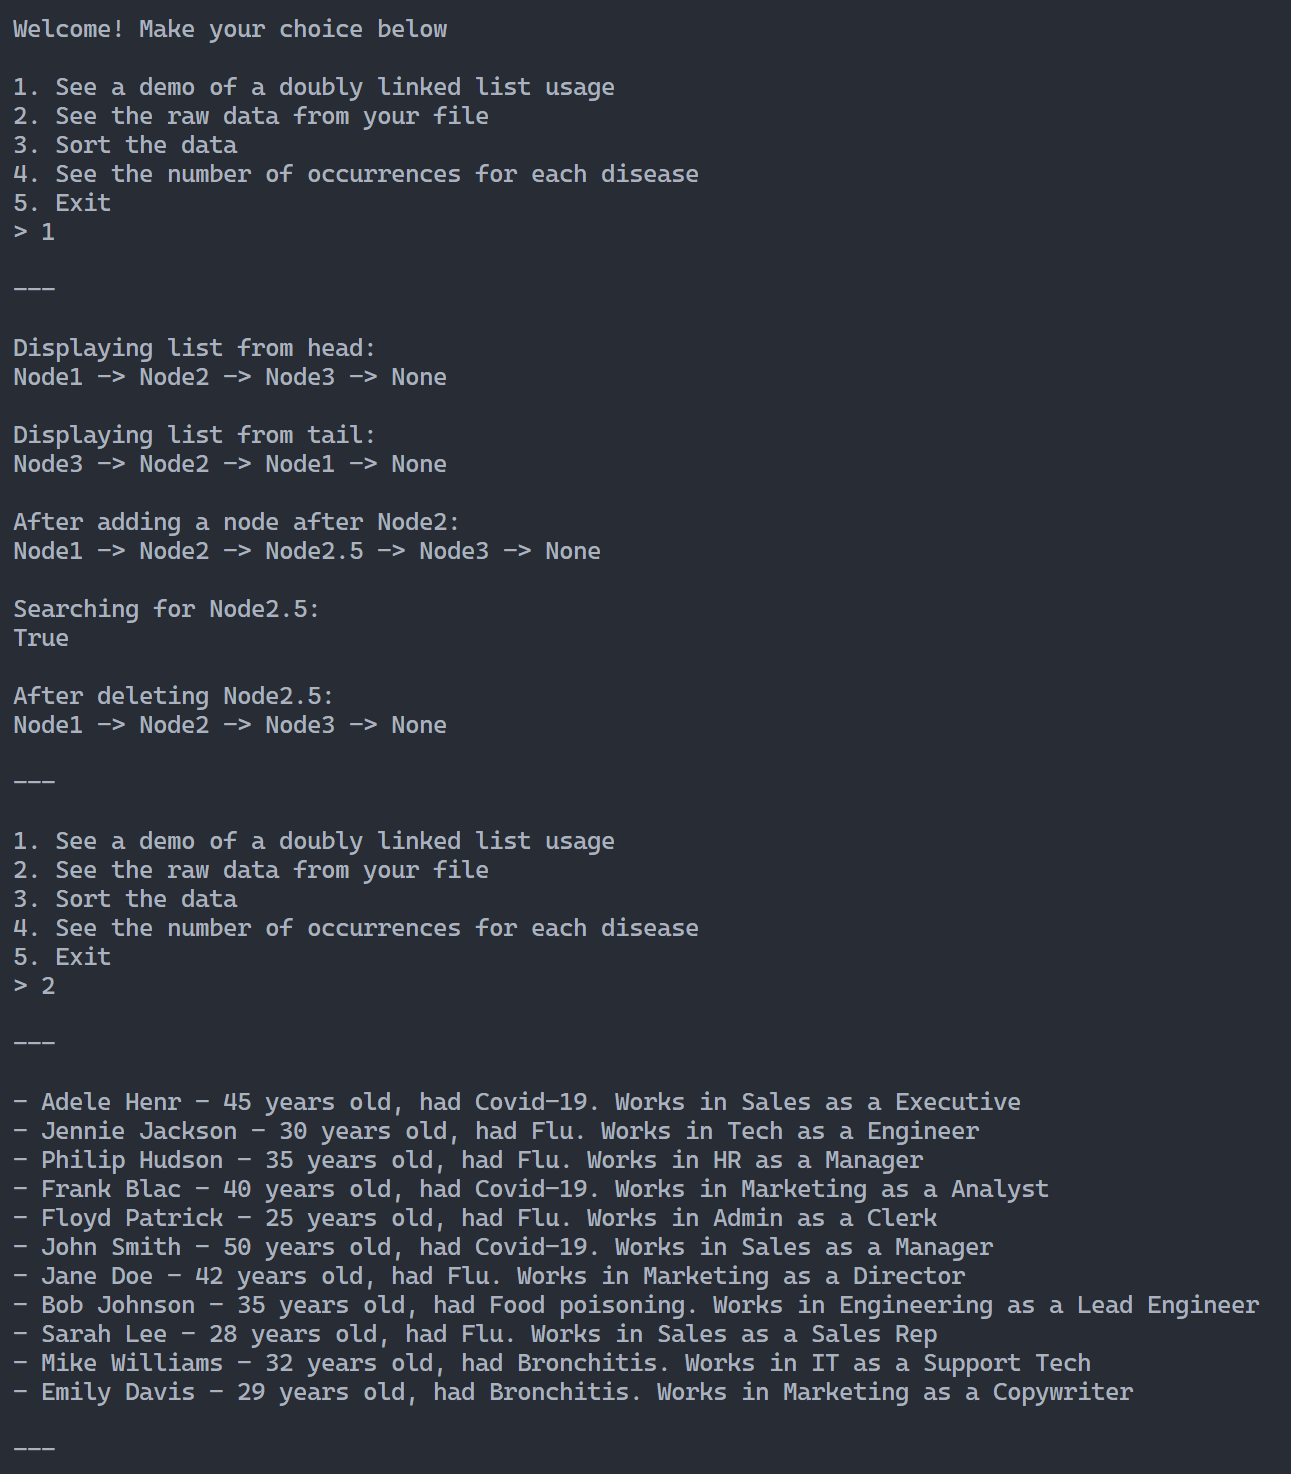 Welcome! Make your choice below
1. See a demo of a doubly linked list usage
2. See the raw data from your file
3. Sort the data
4. See the number of occurrences for each disease
5. Exit
> 1
---
Displaying list from head:
Node1 -> Node2 -> Node3 -> None
Displaying list from tail:
Node3 -> Node2 -> Node1 -> None
After adding a node after Node2:
Node1 -> Node2 -> Node2.5 -> Node3 -> None
Searching for Node2.5:
True
After deleting Node2.5:
Node1 -> Node2 -> Node3 -> None
---
1. See a demo of a doubly linked list usage
2. See the raw data from your file
3. Sort the data
4. See the number of occurrences for each disease
5. Exit
> 2
---
- Adele Henr - 45 years old, had Covid-19. Works in Sales as a Executive
- Jennie Jackson - 30 years old, had Flu. Works in Tech as a Engineer
- Philip Hudson - 35 years old, had Flu. Works in HR as a Manager
- Frank Blac - 40 years old, had Covid-19. Works in Marketing as a Analyst
- Floyd Patrick - 25 years old, had Flu. Works in Admin as a Clerk
- John Smith - 50 years old, had Covid-19. Works in Sales as a Manager
- Jane Doe - 42 years old, had Flu. Works in Marketing as a Director
- Bob Johnson - 35 years old, had Food poisoning. Works in Engineering as a Lead Engineer
- Sarah Lee - 28 years old, had Flu. Works in Sales as a Sales Rep
- Mike Williams - 32 years old, had Bronchitis. Works in IT as a Support Tech
- Emily Davis - 29 years old, had Bronchitis. Works in Marketing as a Copywriter
---